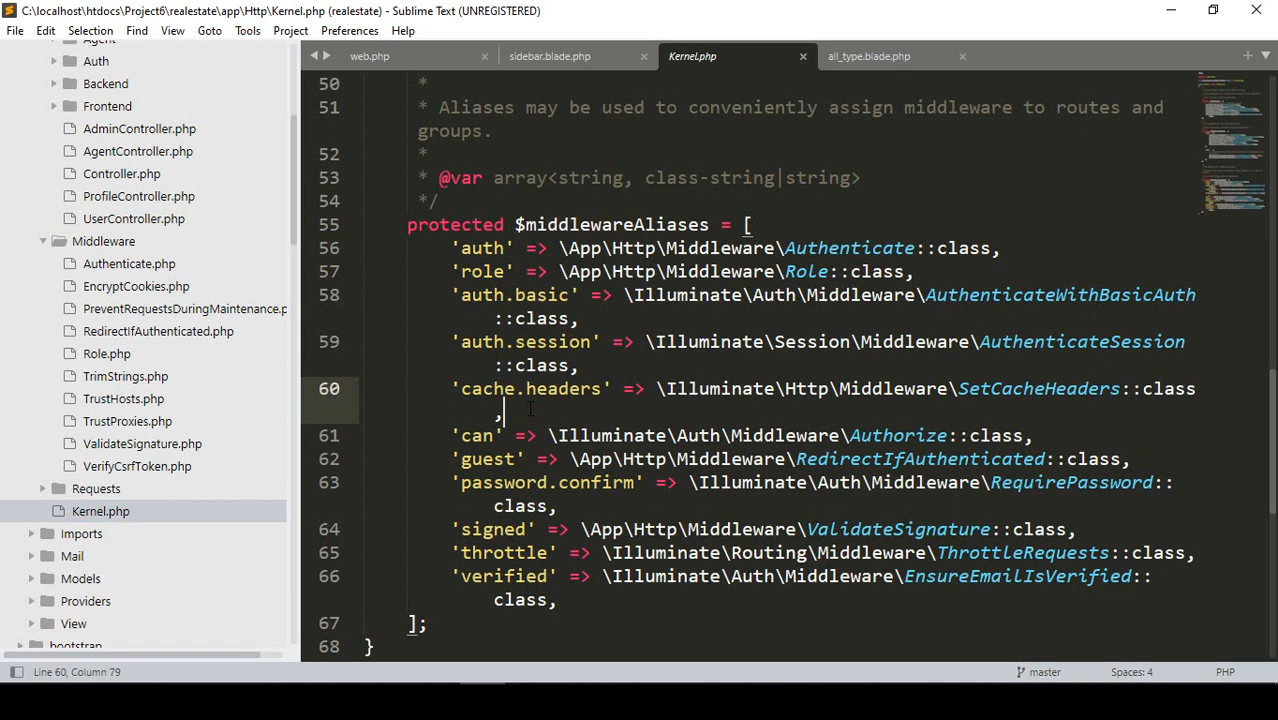 C:\localhost\htdocs\Project6\realestate\app\Http\Kernel.php (realestate) - Sublime Text (UNREGISTERED)
File Edit Selection Find View Goto Tools Project Preferences Help
Agent
Auth
Backend
Frontend
AdminController.php
AgentController.php
Controller.php
ProfileController.php
UserController.php
Middleware
Authenticate.php
EncryptCookies.php
PreventRequestsDuringMaintenance.p
RedirectIfAuthenticated.php
Role.php
TrimStrings.php
TrustHosts.php
TrustProxies.php
ValidateSignature.php
VerifyCsrfToken.php
Requests
Kernel.php
Imports
Mail
Models
Providers
View
bootstrap
web.php sidebar.blade.php Kernel.php all_type.blade.php
50 *
51 * Aliases may be used to conveniently assign middleware to routes and
groups.
52 *
53 * @var array<string, class-string|string>
54 */
55 protected $middlewareAliases = [
56 'auth' => \App\Http\Middleware\Authenticate::class,
57 'role' => \App\Http\Middleware\Role::class,
58 'auth.basic' => \Illuminate\Auth\Middleware\AuthenticateWithBasicAuth
::class,
59 'auth.session' => \Illuminate\Session\Middleware\AuthenticateSession
::class,
60 'cache.headers' => \Illuminate\Http\Middleware\SetCacheHeaders::class
,
61 'can' => \Illuminate\Auth\Middleware\Authorize::class,
62 'guest' => \App\Http\Middleware\RedirectIfAuthenticated::class,
63 'password.confirm' => \Illuminate\Auth\Middleware\RequirePassword::
class,
64 'signed' => \App\Http\Middleware\ValidateSignature::class,
65 'throttle' => \Illuminate\Routing\Middleware\ThrottleRequests::class,
66 'verified' => \Illuminate\Auth\Middleware\EnsureEmailIsVerified::
class,
67 ];
68 }
Line 60, Column 79 master Spaces: 4 PHP